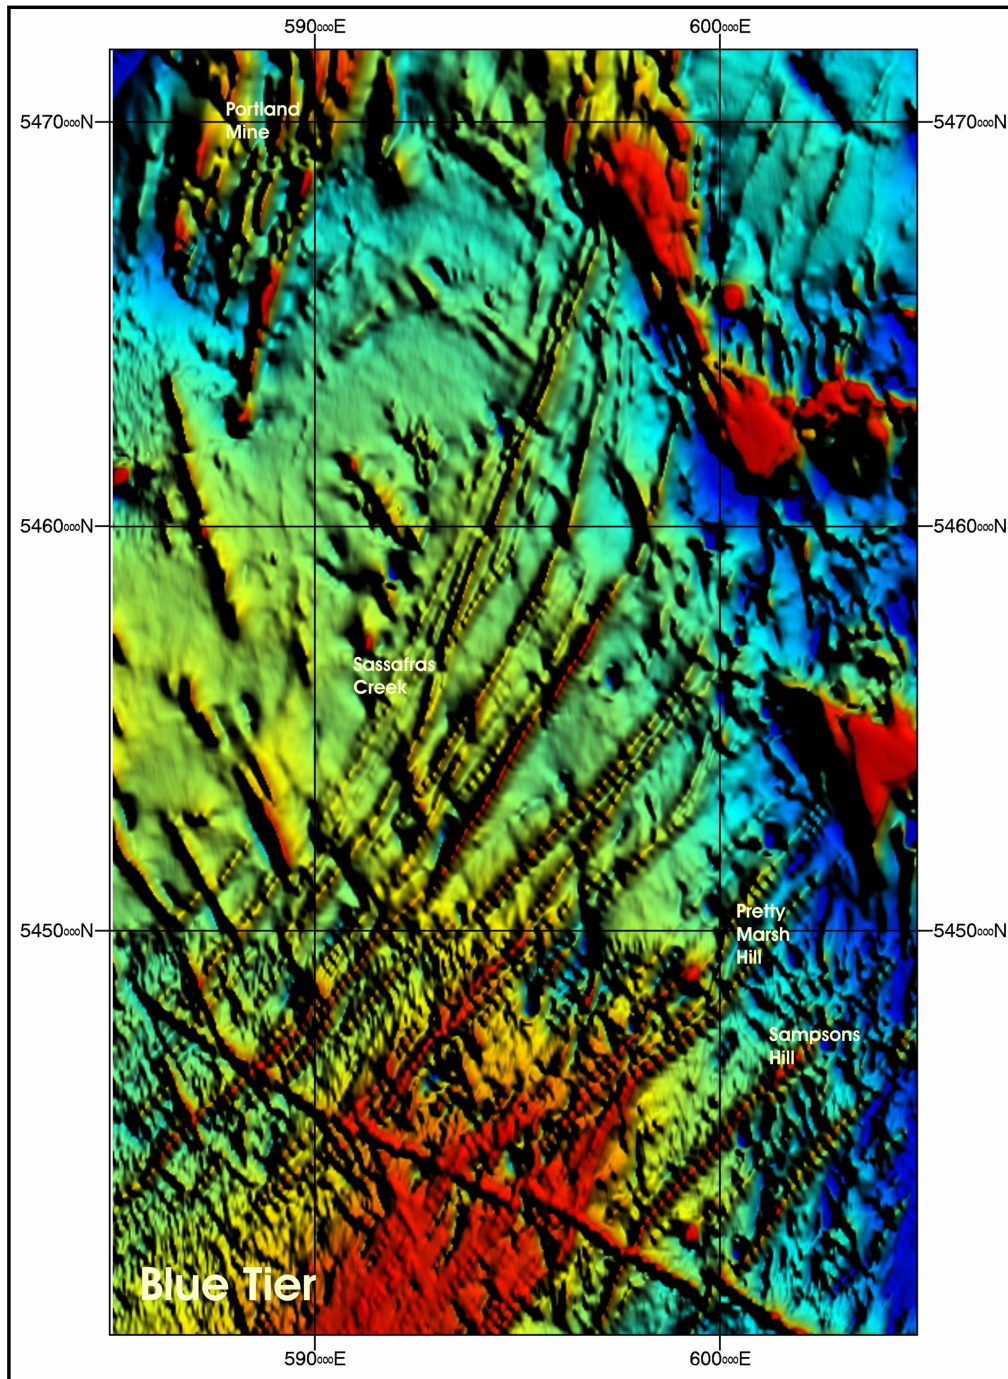 590000E 600000E
Portland
Mine
5470000N 5470000N
5460000N 5460000N
Sassafras
Creek
Pretty
Marsh
Hill
5450000N 5450000N
Sampsons
Hill
Blue Tier
590000E 600000E